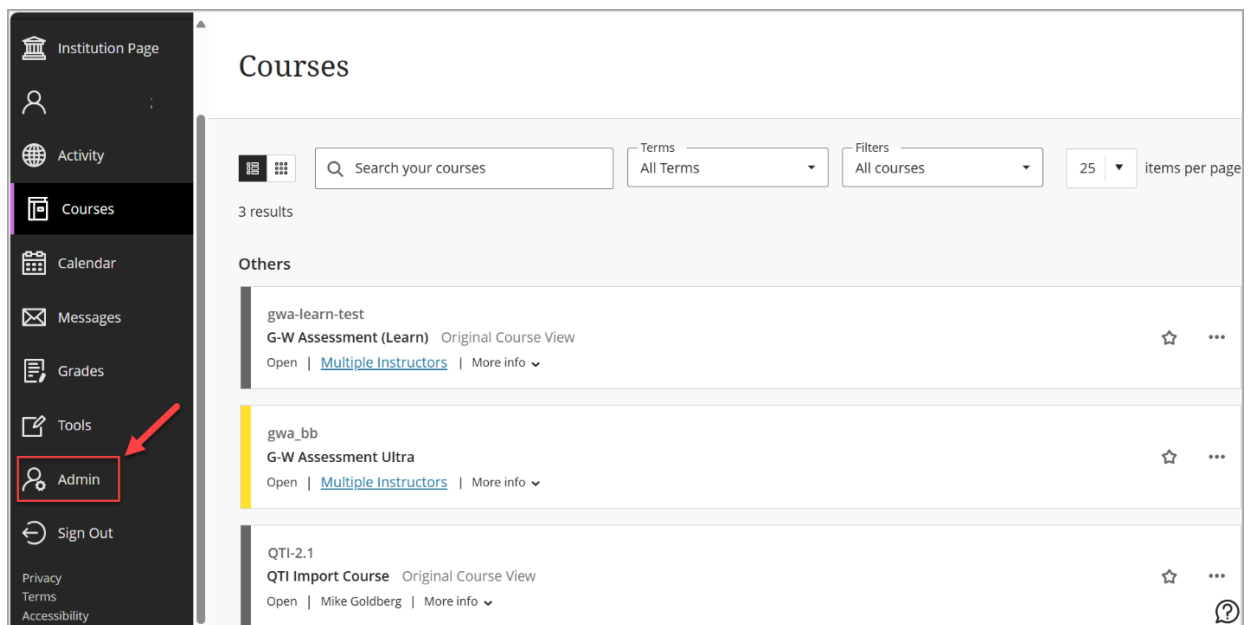 Institution Page
Activity
Courses
Calendar
Messages
Grades
Tools
Admin
Sign Out
Privacy
Terms
Accessibility
Courses
Search your courses
Terms
All Terms
Filters
All courses
25
items per page
3 results
Others
gwa-learn-test
G-W Assessment (Learn) Original Course View
Open | Multiple Instructors | More info
gwa_bb
G-W Assessment Ultra
Open | Multiple Instructors | More info
QTI-2.1
QTI Import Course Original Course View
Open | Mike Goldberg | More info